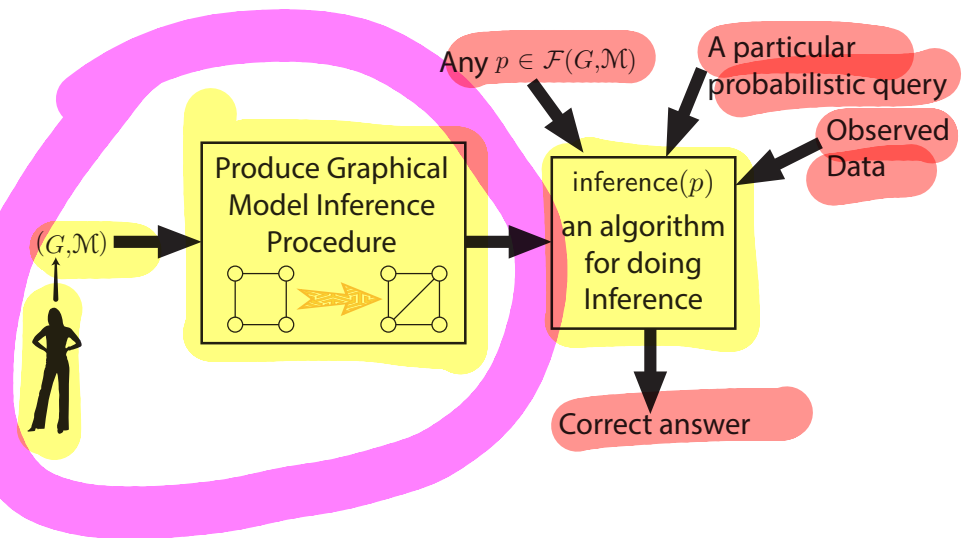 Any p ∈ F(G,M)
A particular
probabilistic query
Observed
Data
Produce Graphical
Model Inference
Procedure
(G,M)
inference(p)
an algorithm
for doing
Inference
Correct answer